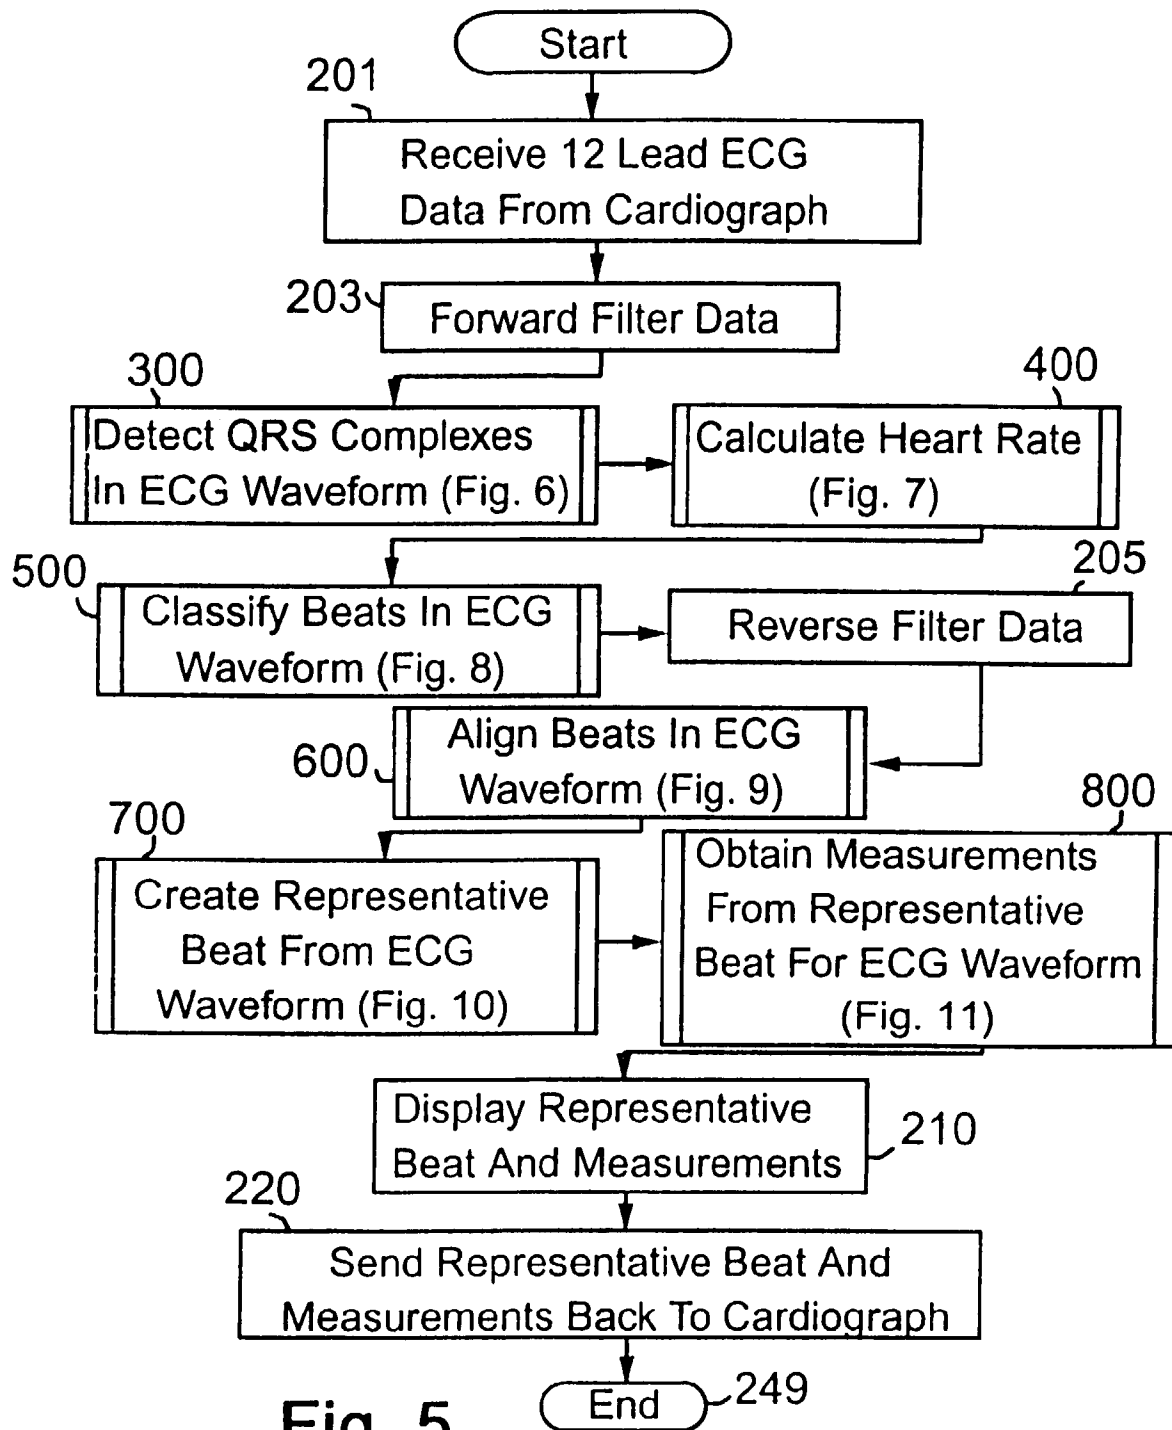 Start
201
Receive 12 Lead ECG
Data From Cardiograph
203
Forward Filter Data
300
Detect QRS Complexes
In ECG Waveform (Fig. 6)
400
Calculate Heart Rate
(Fig. 7)
500
Classify Beats In ECG
Waveform (Fig. 8)
205
Reverse Filter Data
600
Align Beats In ECG
Waveform (Fig. 9)
700
Create Representative
Beat From ECG
Waveform (Fig. 10)
800
Obtain Measurements
From Representative
Beat For ECG Waveform
(Fig. 11)
Display Representative
Beat And Measurements
210
220
Send Representative Beat And
Measurements Back To Cardiograph
End
249
Fig. 5